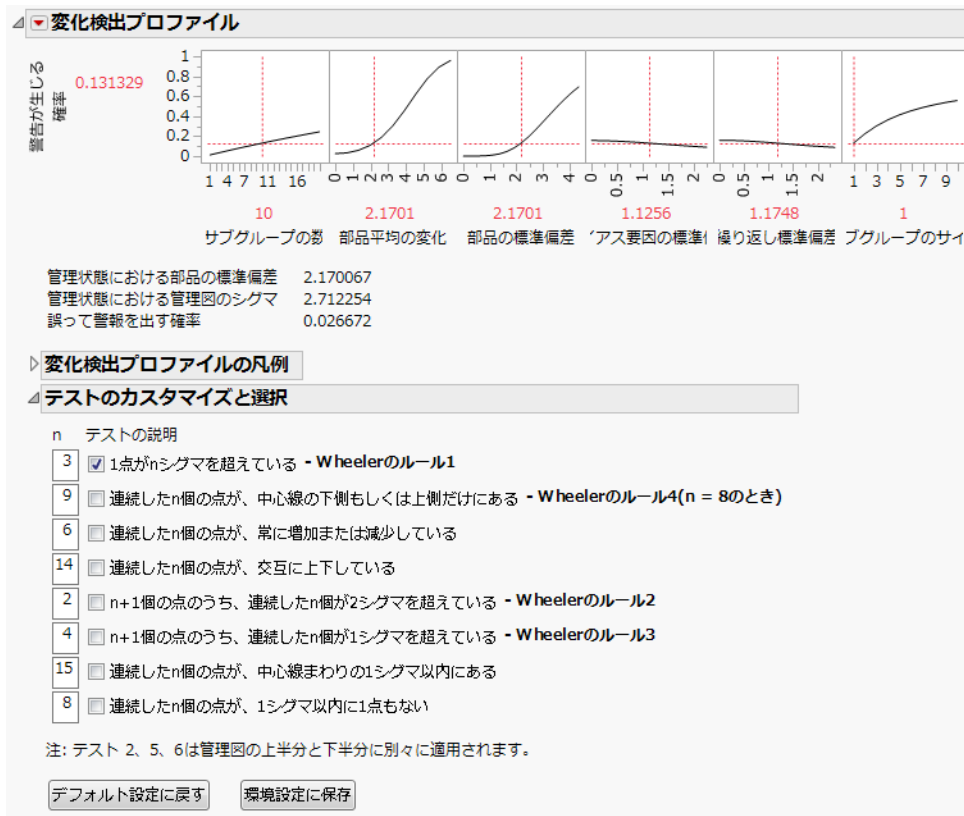 変化検出プロファイル
警告が生じる
確率
0.131329
1
0.8
0.6
0.4
0.2
0
1 4 7 11 16
0 1 2 3 4 5 6
0 1 2 3 4
0 0.5 1 1.5 2
0 0.5 1 1.5 2
1 3 5 7 9
10 2.1701 2.1701 1.1256 1.1748 1
サブグループの数 部品平均の変化 部品の標準偏差 アス要因の標準 繰り返し標準偏差 ブグループのサイ
管理状態における部品の標準偏差 2.170067
管理状態における管理図のシグマ 2.712254
誤って警報を出す確率 0.026672
変化検出プロファイルの凡例
テストのカスタマイズと選択
n テストの説明
3 1点がnシグマを超えている - Wheelerのルール1
9 連続したn個の点が、中心線の下側もしくは上側だけにある - Wheelerのルール4(n = 8のとき)
6 連続したn個の点が、常に増加または減少している
14 連続したn個の点が、交互に上下している
2 n+1個の点のうち、連続したn個が2シグマを超えている - Wheelerのルール2
4 n+1個の点のうち、連続したn個が1シグマを超えている - Wheelerのルール3
15 連続したn個の点が、中心線まわりの1シグマ以内にある
8 連続したn個の点が、1シグマ以内に1点もない
注: テスト 2、5、6は管理図の上半分と下半分に別々に適用されます。
デフォルト設定に戻す 環境設定に保存